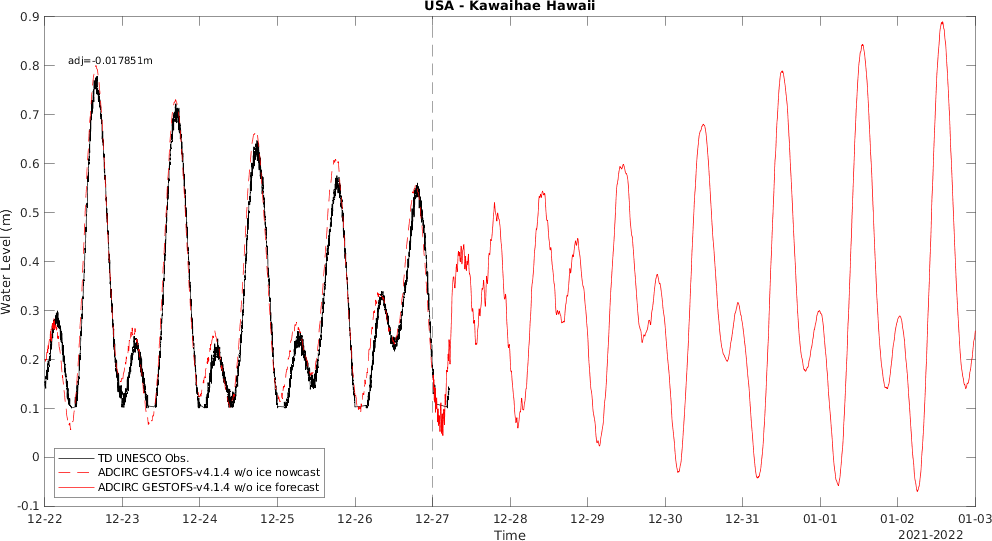 USA - Kawaihae Hawaii
adj=-0.017851m
Water Level (m)
0.9
0.8
0.7
0.6
0.5
0.4
0.3
0.2
0.1
0
-0.1
TD UNESCO Obs.
ADCIRC GESTOFS-v4.1.4 w/o ice nowcast
ADCIRC GESTOFS-v4.1.4 w/o ice forecast
12-22 12-23 12-24 12-25 12-26 12-27 12-28 12-29 12-30 12-31 01-01 01-02 01-03
Time
2021-2022